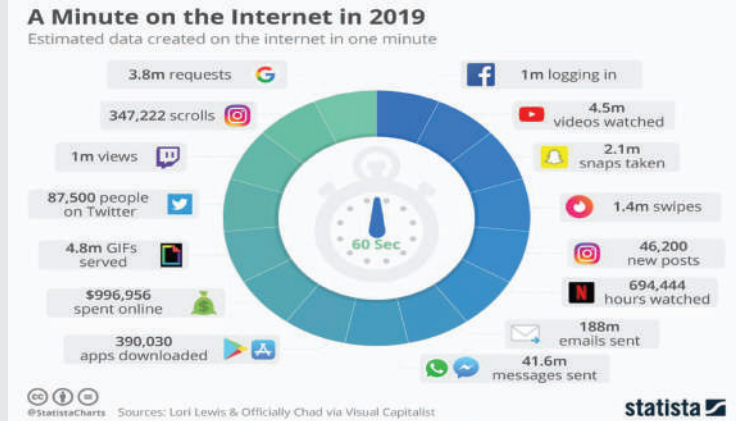 A Minute on the Internet in 2019
Estimated data created on the internet in one minute
3.8m requests
1m logging in
347,222 scrolls
4.5m
videos watched
1m views
2.1m
snaps taken
87,500 people
on Twitter
1.4m swipes
4.8m GIFs
served
46,200
new posts
$996,956
spent online
694,444
hours watched
390,030
apps downloaded
188m
emails sent
41.6m
messages sent
60 Sec
@StatistaCharts Sources: Lori Lewis & Officially Chad via Visual Capitalist
statista